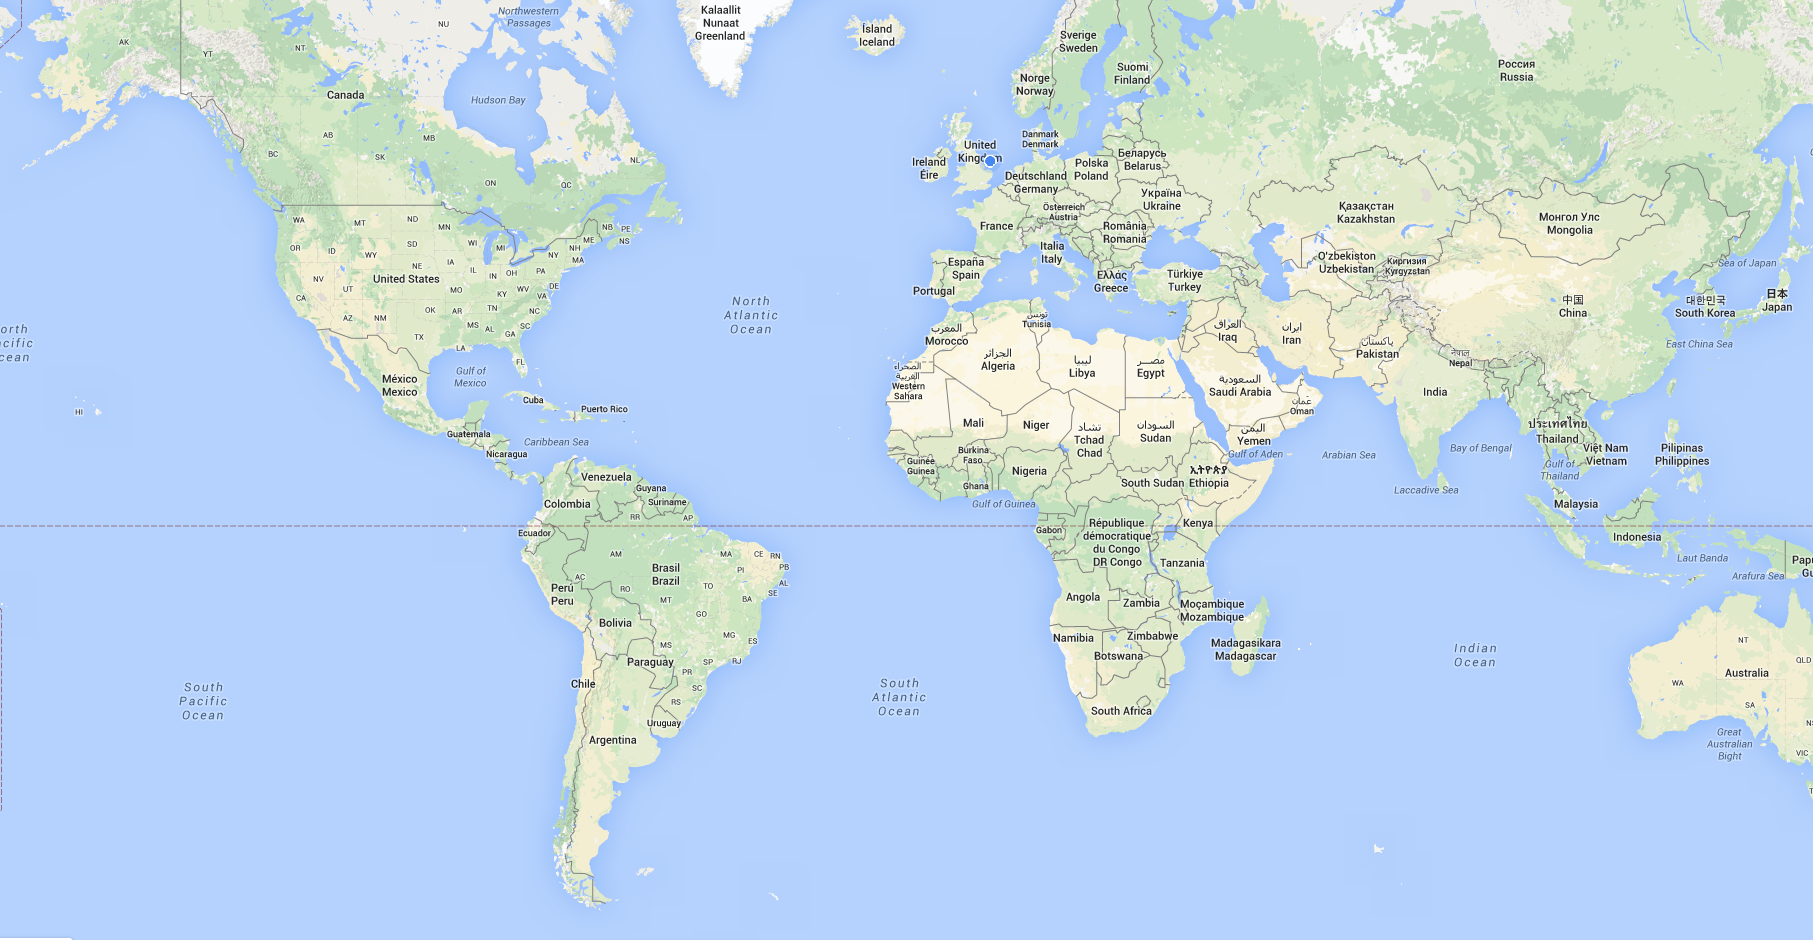 Kalaallit
Nunaat
Greenland
Northwestern
Passages
NU
AK
YT
NT
Ísland
Iceland
Sverige
Sweden
Suomi
Finland
Norge
Norway
Россия
Russia
Canada
Hudson Bay
AB
MB
BC
SK
NL
ON
QC
United
Kingdom
Ireland
Éire
Danmark
Denmark
Polska
Poland
Беларусь
Belarus
Deutschland
Germany
Україна
Ukraine
Österreich
Austria
France
România
Romania
Italia
Italy
España
Spain
Portugal
Ελλάς
Greece
Türkiye
Turkey
Қазақстан
Kazakhstan
Монгол Улс
Mongolia
O'zbekiston
Uzbekistan
Киргизия
Kyrgyzstan
中国
China
Sea of Japan
대한민국
South Korea
日本
Japan
East China Sea
WA
MT
ND
MN
OR
ID
SD
WI
MI
NB
PE
NS
ME
NH
MA
NY
WY
NE
IA
NV
UT
United States
IL
IN
OH
PA
CA
MO
KY
WV
VA
DE
AZ
NM
OK
AR
TN
NC
MS
AL
SC
GA
TX
LA
FL
orth
acific
cean
North
Atlantic
Ocean
HI
Gulf of
Mexico
México
Mexico
Cuba
Puerto Rico
Guatemala
Caribbean Sea
Nicaragua
المغرب
Morocco
تونس
Tunisia
الجزائر
Algeria
ليبيا
Libya
مصر
Egypt
الصحراء
الغربية
Western
Sahara
العراق
Iraq
ایران
Iran
پاکستان
Pakistan
नेपाल
Nepal
السعودية
Saudi Arabia
عمان
Oman
India
Mali
Niger
تشاد
Tchad
Chad
السودان
Sudan
اليمن
Yemen
Gulf of Aden
Arabian Sea
Bay of Bengal
ประเทศไทย
Thailand
Việt Nam
Vietnam
Gulf of
Thailand
Pilipinas
Philippines
Laccadive Sea
Malaysia
Guinée
Guinea
Burkina
Faso
Ghana
Nigeria
South Sudan
ኢትዮጵያ
Ethiopia
Gulf of Guinea
Venezuela
Guyana
Suriname
Colombia
RR
AP
Ecuador
Gabon
République
démocratique
du Congo
DR Congo
Kenya
Tanzania
Indonesia
Laut Banda
Arafura Sea
Papu
Gu
AM
MA
CE
RN
PB
PI
AL
SE
AC
RO
Brasil
Brazil
TO
BA
MT
GO
Perú
Peru
Bolivia
MG
ES
MS
SP
RJ
Paraguay
PR
SC
RS
Chile
Uruguay
Argentina
Angola
Zambia
Moçambique
Mozambique
Namibia
Zimbabwe
Botswana
Madagasikara
Madagascar
South Africa
South
Pacific
Ocean
South
Atlantic
Ocean
Indian
Ocean
NT
QLD
Australia
WA
SA
NS
VIC
Great
Australian
Bight
T